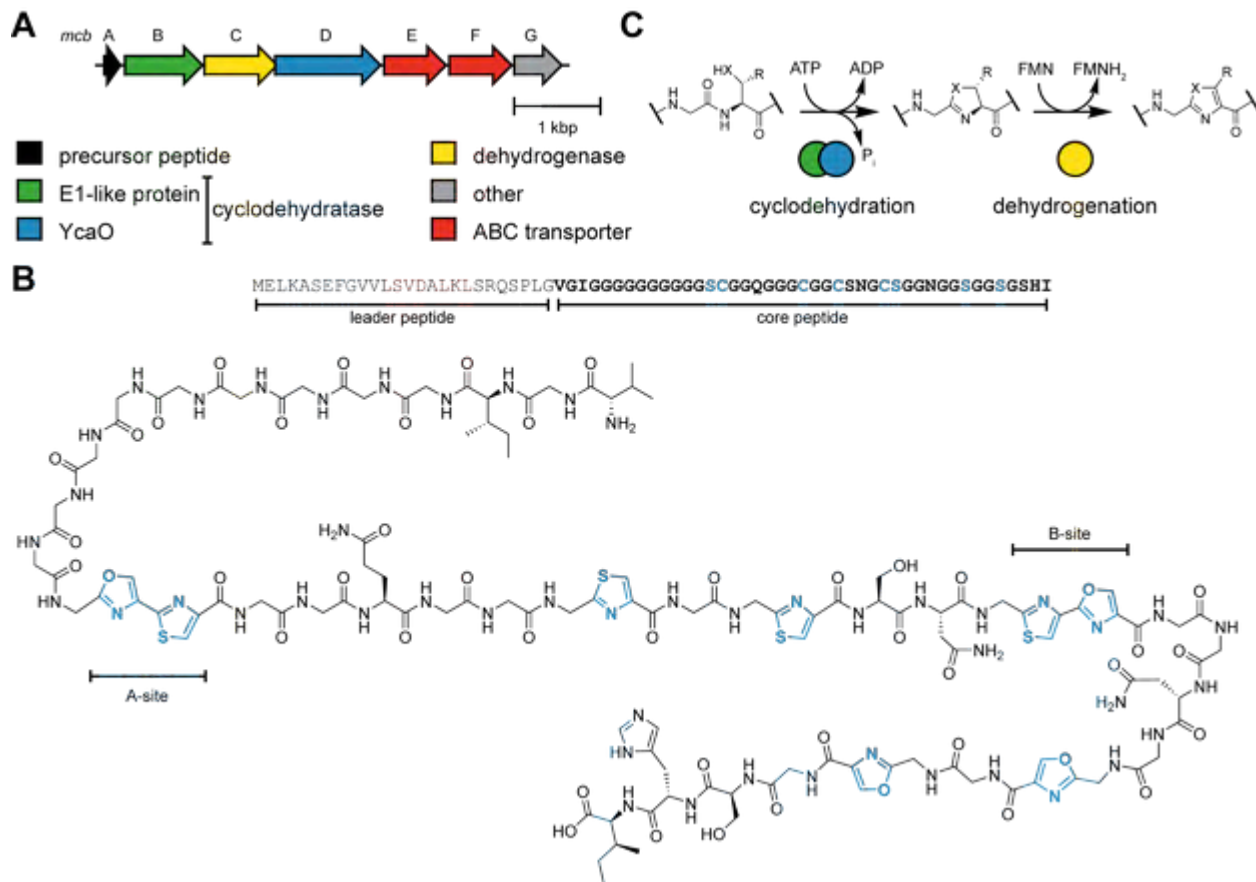 A
mcb A B C D E F G
1 kbp
precursor peptide
E1-like protein
YcaO
cyclodehydratase
dehydrogenase
other
ABC transporter
C
HX
R
ATP
ADP
Pi
cyclodehydration
FMN
FMNH2
dehydrogenation
B
MELKASEFGVVLSVDALKLSRQSPLGVGIGGGGGGGGGGSCGGQGGGCGGCSNGCSGGNGGSGGSGSHI
leader peptide
core peptide
A-site
B-site